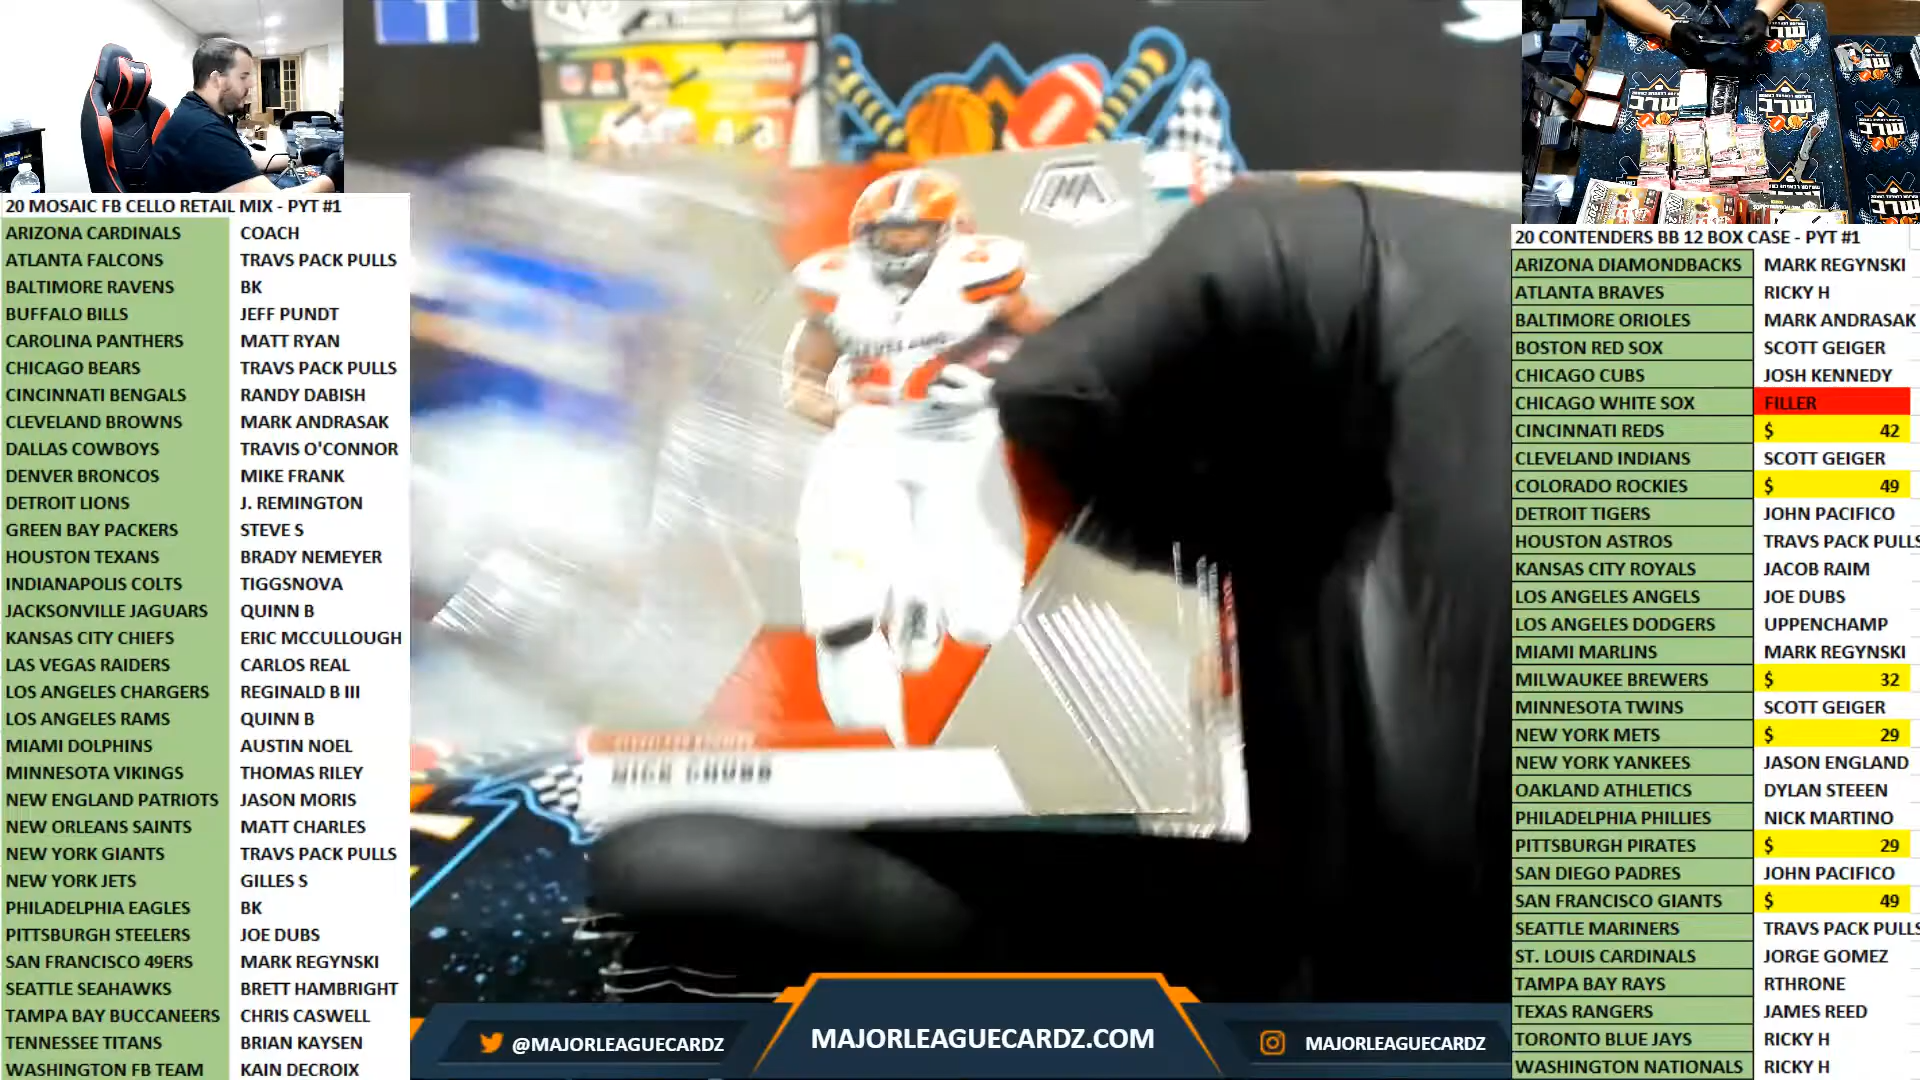 20 MOSAIC FB CELLO RETAIL MIX - PYT #1
ARIZONA CARDINALS COACH
ATLANTA FALCONS TRAVS PACK PULLS
BALTIMORE RAVENS BK
BUFFALO BILLS JEFF PUNDT
CAROLINA PANTHERS MATT RYAN
CHICAGO BEARS TRAVS PACK PULLS
CINCINNATI BENGALS RANDY DABISH
CLEVELAND BROWNS MARK ANDRASAK
DALLAS COWBOYS TRAVIS O'CONNOR
DENVER BRONCOS MIKE FRANK
DETROIT LIONS J. REMINGTON
GREEN BAY PACKERS STEVE S
HOUSTON TEXANS BRADY NEMEYER
INDIANAPOLIS COLTS TIGGSNOVA
JACKSONVILLE JAGUARS QUINN B
KANSAS CITY CHIEFS ERIC MCCULLOUGH
LAS VEGAS RAIDERS CARLOS REAL
LOS ANGELES CHARGERS REGINALD B III
LOS ANGELES RAMS QUINN B
MIAMI DOLPHINS AUSTIN NOEL
MINNESOTA VIKINGS THOMAS RILEY
NEW ENGLAND PATRIOTS JASON MORIS
NEW ORLEANS SAINTS MATT CHARLES
NEW YORK GIANTS TRAVS PACK PULLS
NEW YORK JETS GILLES S
PHILADELPHIA EAGLES BK
PITTSBURGH STEELERS JOE DUBS
SAN FRANCISCO 49ERS MARK REGYNSKI
SEATTLE SEAHAWKS BRETT HAMBRIGHT
TAMPA BAY BUCCANEERS CHRIS CASWELL
TENNESSEE TITANS BRIAN KAYSEN
WASHINGTON FB TEAM KAIN DECROIX
NICK CHUBB
@MAJORLEAGUECARDZ
MAJORLEAGUECARDZ.COM
MAJORLEAGUECARDZ
20 CONTENDERS BB 12 BOX CASE - PYT #1
ARIZONA DIAMONDBACKS MARK REGYNSKI
ATLANTA BRAVES RICKY H
BALTIMORE ORIOLES MARK ANDRASAK
BOSTON RED SOX SCOTT GEIGER
CHICAGO CUBS JOSH KENNEDY
CHICAGO WHITE SOX FILLER
CINCINNATI REDS $ 42
CLEVELAND INDIANS SCOTT GEIGER
COLORADO ROCKIES $ 49
DETROIT TIGERS JOHN PACIFICO
HOUSTON ASTROS TRAVS PACK PULLS
KANSAS CITY ROYALS JACOB RAIM
LOS ANGELES ANGELS JOE DUBS
LOS ANGELES DODGERS UPPENCHAMP
MIAMI MARLINS MARK REGYNSKI
MILWAUKEE BREWERS $ 32
MINNESOTA TWINS SCOTT GEIGER
NEW YORK METS $ 29
NEW YORK YANKEES JASON ENGLAND
OAKLAND ATHLETICS DYLAN STEEEN
PHILADELPHIA PHILLIES NICK MARTINO
PITTSBURGH PIRATES $ 29
SAN DIEGO PADRES JOHN PACIFICO
SAN FRANCISCO GIANTS $ 49
SEATTLE MARINERS TRAVS PACK PULLS
ST. LOUIS CARDINALS JORGE GOMEZ
TAMPA BAY RAYS RTHRONE
TEXAS RANGERS JAMES REED
TORONTO BLUE JAYS RICKY H
WASHINGTON NATIONALS RICKY H